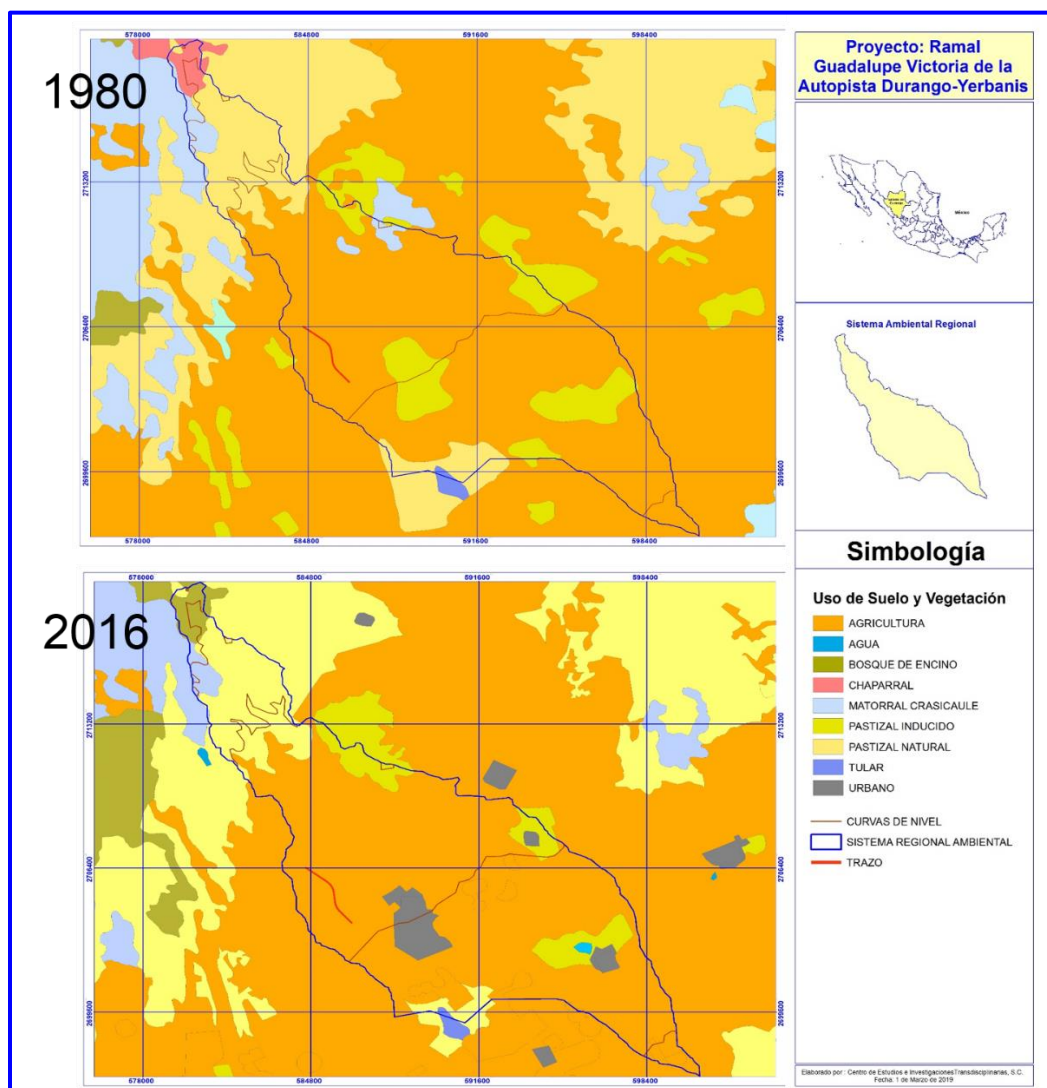 1980
578000 584800 591600 598400
2713200
2706400
2699600
578000 584800 591600 598400
2016
578000 584800 591600 598400
2713200
2706400
2699600
578000 584800 591600 598400
Proyecto: Ramal
Guadalupe Victoria de la
Autopista Durango-Yerbanis
México
Sistema Ambiental Regional
Simbología
Uso de Suelo y Vegetación
AGRICULTURA
AGUA
BOSQUE DE ENCINO
CHAPARRAL
MATORRAL CRASICAULE
PASTIZAL INDUCIDO
PASTIZAL NATURAL
TULAR
URBANO
CURVAS DE NIVEL
SISTEMA REGIONAL AMBIENTAL
TRAZO
Elaborado por : Centro de Estudios e InvestigacionesTransdisciplinarias, S.C.
Fecha: 1 de Marzo de 2019